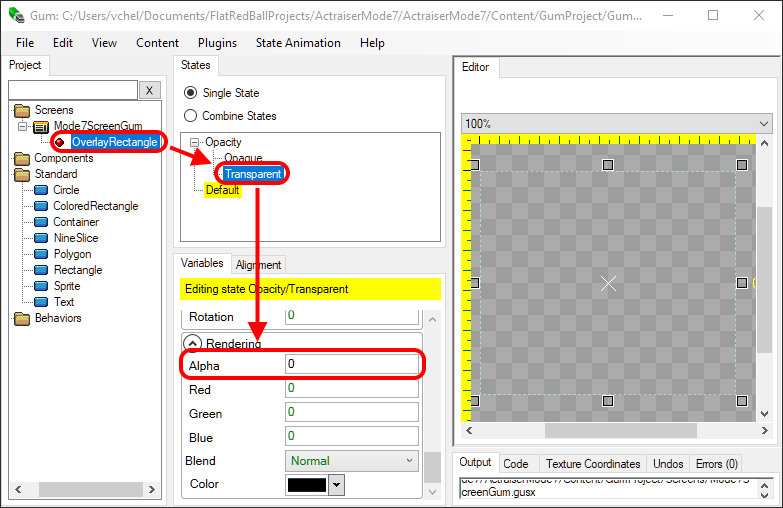 Gum: C:/Users/vchel/Documents/FlatRedBallProjects/ActraiserMode7/ActraiserMode7/Content/GumProject/Gum...
File Edit View Content Plugins State Animation Help
Project
X
Screens
Mode7ScreenGum
OverlayRectangle
Components
Standard
Circle
ColoredRectangle
Container
NineSlice
Polygon
Rectangle
Sprite
Text
Behaviors
States
Single State
Combine States
Opacity
Opaque
Transparent
Default
Variables Alignment
Editing state Opacity/Transparent
Rotation 0
Rendering
Alpha 0
Red 0
Green 0
Blue 0
Blend Normal
Color
Editor
100%
Output Code Texture Coordinates Undos Errors (0)
de7/ActraiserMode7/Content/GumProject/Screens/Mode7S
creenGum.gusx